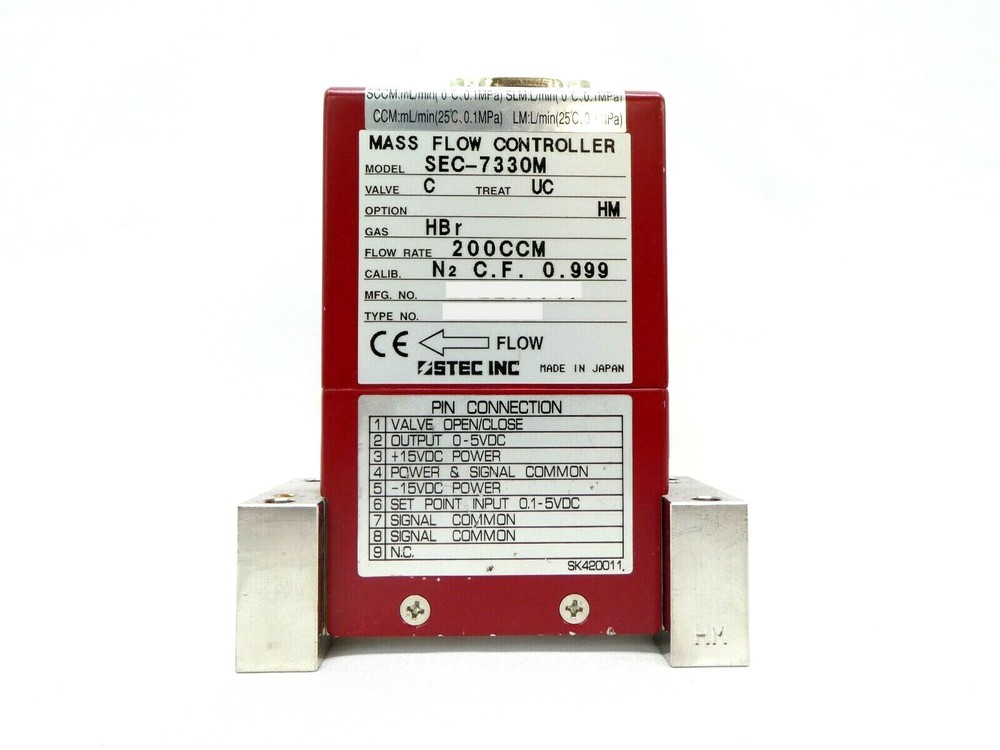 SCCM:mL/min( 0℃,0.1MPa) SLM:L/min( 0℃,0.1MPa)
CCM:mL/min(25℃,0.1MPa) LM:L/min(25℃,0. MPa)
MASS FLOW CONTROLLER
MODEL SEC-7330M
VALVE C TREAT UC
OPTION HM
GAS HBr
FLOW RATE 200CCM
CALIB. N2 C.F. 0.999
MFG. NO.
TYPE NO.
CE FLOW
STEC INC MADE IN JAPAN
PIN CONNECTION
1 VALVE OPEN/CLOSE
2 OUTPUT 0-5VDC
3 +15VDC POWER
4 POWER & SIGNAL COMMON
5 -15VDC POWER
6 SET POINT INPUT 0.1-5VDC
7 SIGNAL COMMON
8 SIGNAL COMMON
9 N.C.
SK420011.
HM